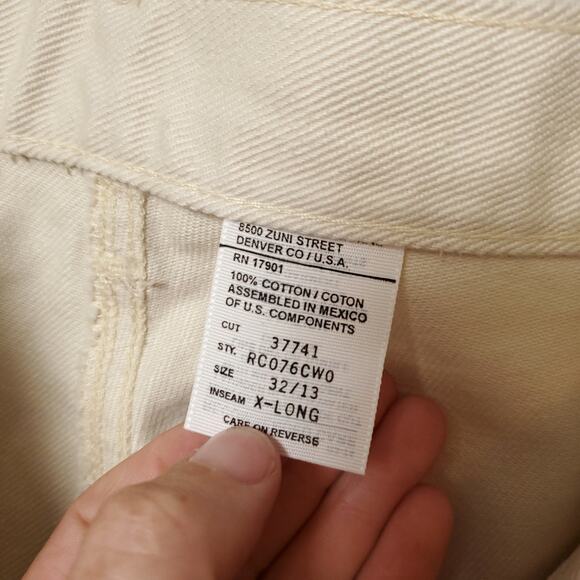 8500 ZUNI STREET
DENVER CO / U.S.A.
RN 17901
100% COTTON / COTON
ASSEMBLED IN MEXICO
OF U.S. COMPONENTS
CUT 37741
STY. RC076CW0
SIZE 32/13
INSEAM X-LONG
CARE ON REVERSE